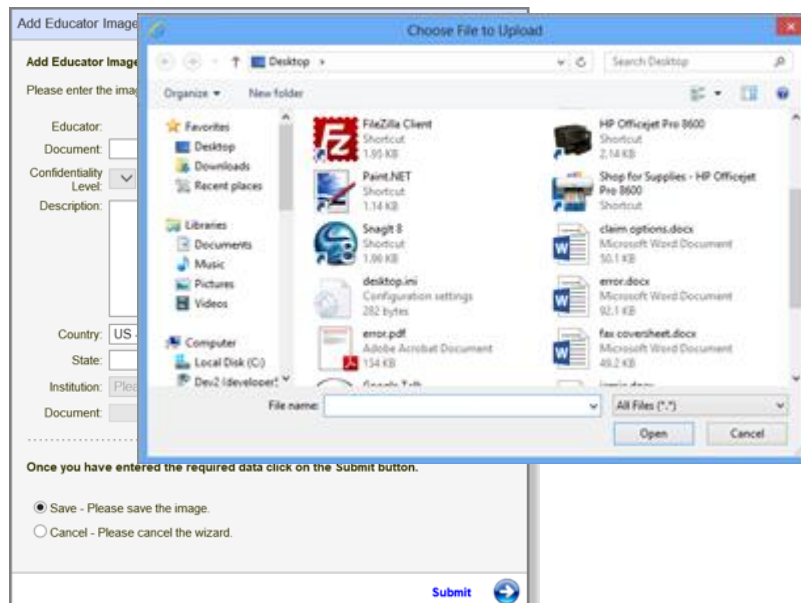 Add Educator Image
Choose File to Upload
Desktop
Search Desktop
Organize
New folder
Add Educator Image
Please enter the imag
Educator:
Document:
Confidentiality
Level:
Description:
Country: US -
State:
Institution: Plea
Document:
Favorites
Desktop
Downloads
Recent places
Libraries
Documents
Music
Pictures
Videos
Computer
Local Disk (C:)
Dev2 (developer)
FileZilla Client
Shortcut
1.95 KB
Paint.NET
Shortcut
1.14 KB
SnagIt 8
Shortcut
1.96 KB
desktop.ini
Configuration settings
282 bytes
error.pdf
Adobe Acrobat Document
134 KB
Google Talk
HP Officejet Pro 8600
Shortcut
2.14 KB
Shop for Supplies - HP Officejet
Pro 8600
Shortcut
claim options.docx
Microsoft Word Document
50.1 KB
error.docx
Microsoft Word Document
92.1 KB
fax coversheet.docx
Microsoft Word Document
49.2 KB
File name:
All Files (*.*)
Open
Cancel
Once you have entered the required data click on the Submit button.
Save - Please save the image.
Cancel - Please cancel the wizard.
Submit